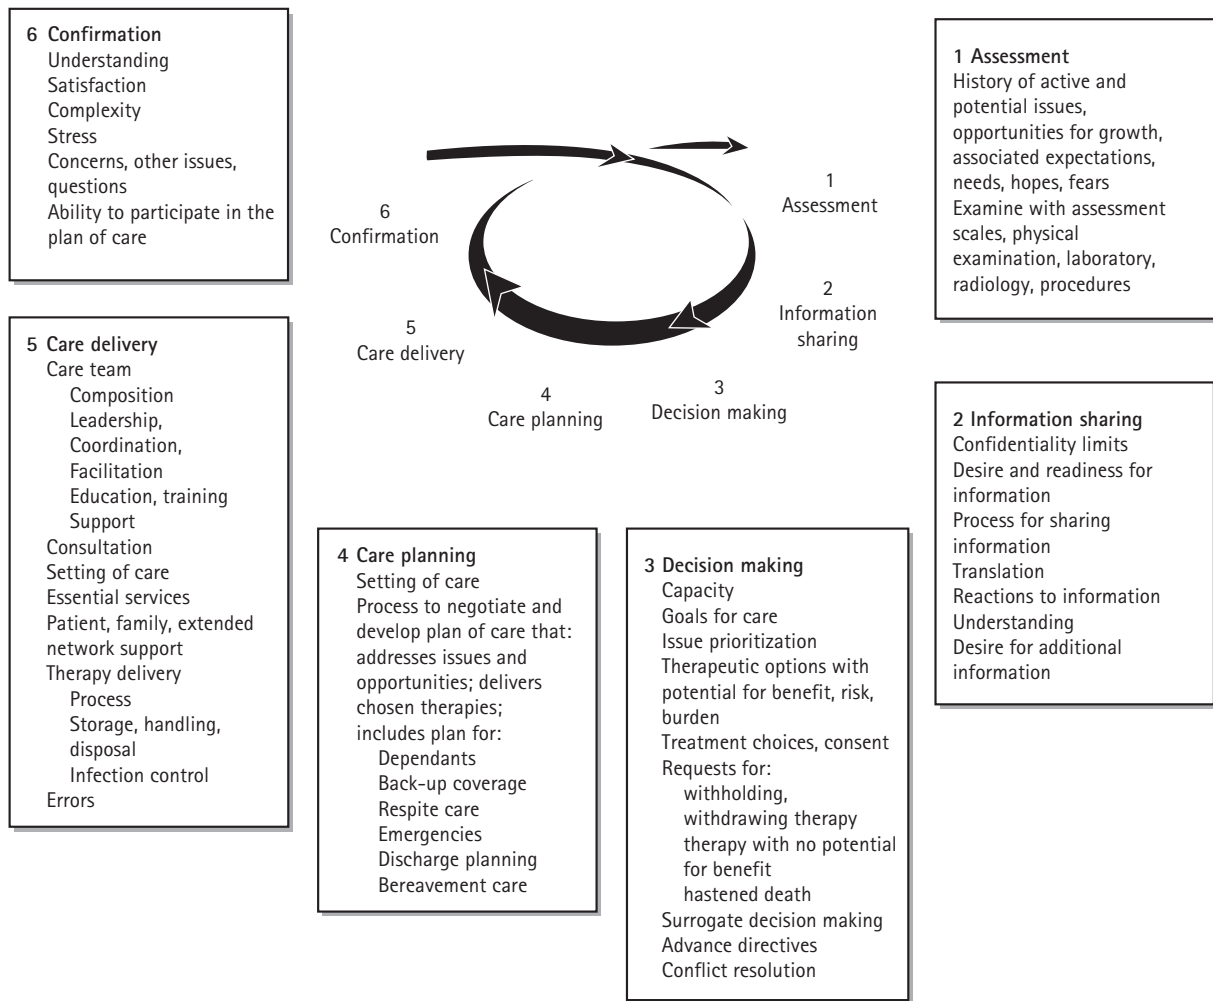 6 Confirmation
Understanding
Satisfaction
Complexity
Stress
Concerns, other issues,
questions
Ability to participate in the
plan of care
1 Assessment
History of active and
potential issues,
opportunities for growth,
associated expectations,
needs, hopes, fears
Examine with assessment
scales, physical
examination, laboratory,
radiology, procedures
1
Assessment
2
Information
sharing
3
Decision making
4
Care planning
5
Care delivery
6
Confirmation
5 Care delivery
Care team
Composition
Leadership,
Coordination,
Facilitation
Education, training
Support
Consultation
Setting of care
Essential services
Patient, family, extended
network support
Therapy delivery
Process
Storage, handling,
disposal
Infection control
Errors
4 Care planning
Setting of care
Process to negotiate and
develop plan of care that:
addresses issues and
opportunities; delivers
chosen therapies;
includes plan for:
Dependants
Back-up coverage
Respite care
Emergencies
Discharge planning
Bereavement care
3 Decision making
Capacity
Goals for care
Issue prioritization
Therapeutic options with
potential for benefit, risk,
burden
Treatment choices, consent
Requests for:
withholding,
withdrawing therapy
therapy with no potential
for benefit
hastened death
Surrogate decision making
Advance directives
Conflict resolution
2 Information sharing
Confidentiality limits
Desire and readiness for
information
Process for sharing
information
Translation
Reactions to information
Understanding
Desire for additional
information